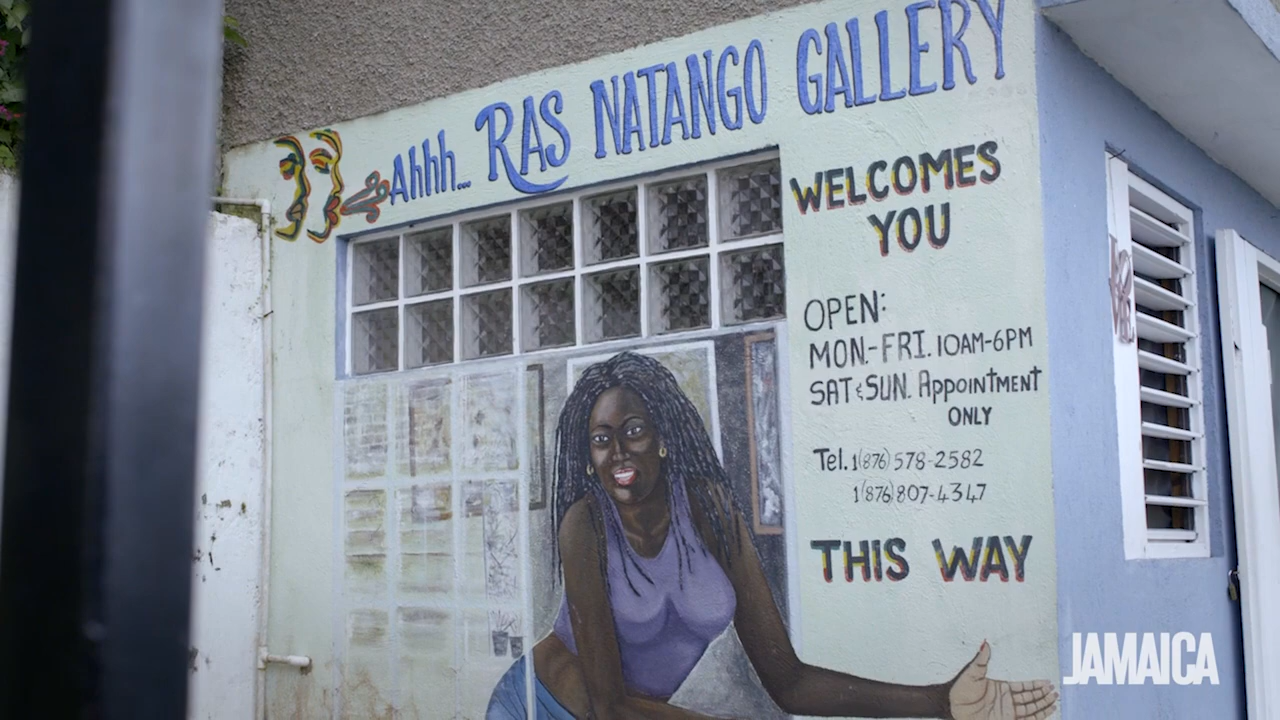 Ahhh... RAS NATANGO GALLERY
WELCOMES
YOU
OPEN:
MON.-FRI. 10AM-6PM
SAT & SUN. Appointment
ONLY
Tel. 1(876) 578-2582
1(876) 807-4347
THIS WAY
JAMAICA